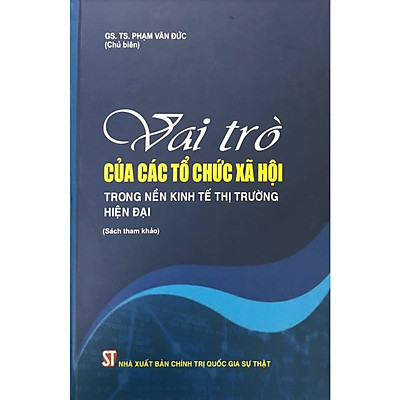 GS. TS. PHẠM VĂN ĐỨC
(Chủ biên)
Vai trò
CỦA CÁC TỔ CHỨC XÃ HỘI
TRONG NỀN KINH TẾ THỊ TRƯỜNG
HIỆN ĐẠI
(Sách tham khảo)
ST NHÀ XUẤT BẢN CHÍNH TRỊ QUỐC GIA SỰ THẬT